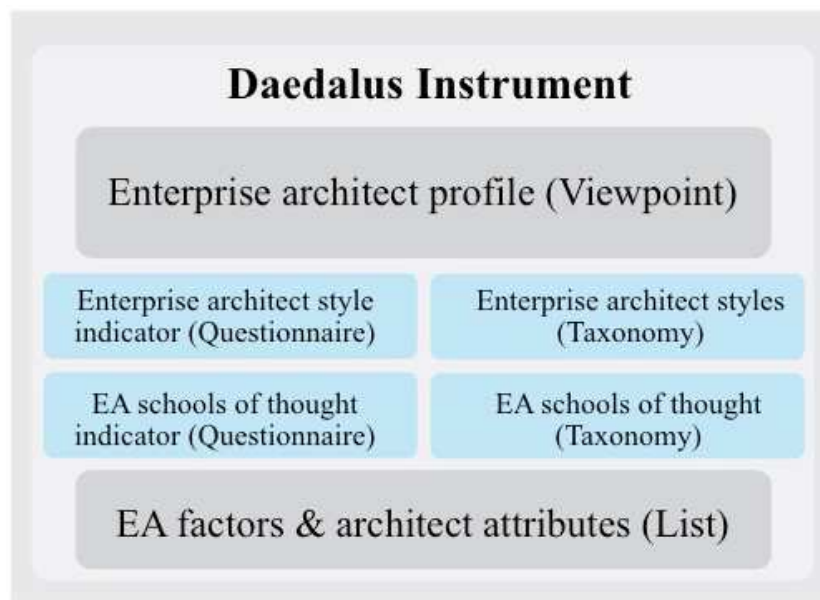 Daedalus Instrument
Enterprise architect profile (Viewpoint)
Enterprise architect style
indicator (Questionnaire)
Enterprise architect styles
(Taxonomy)
EA schools of thought
indicator (Questionnaire)
EA schools of thought
(Taxonomy)
EA factors & architect attributes (List)